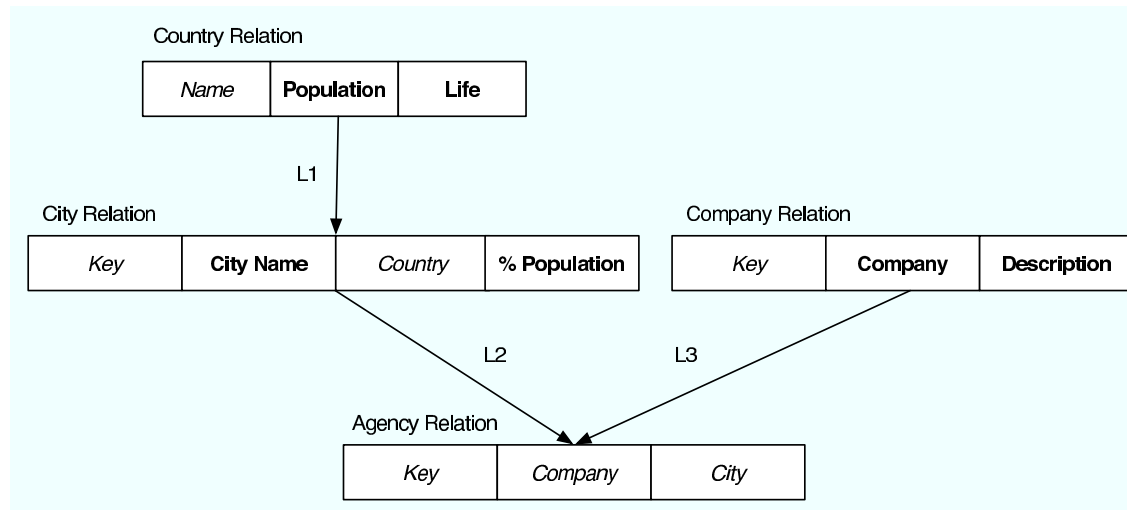 Country Relation
Name Population Life
L1
City Relation
Company Relation
Key City Name Country % Population
Key Company Description
L2
L3
Agency Relation
Key Company City